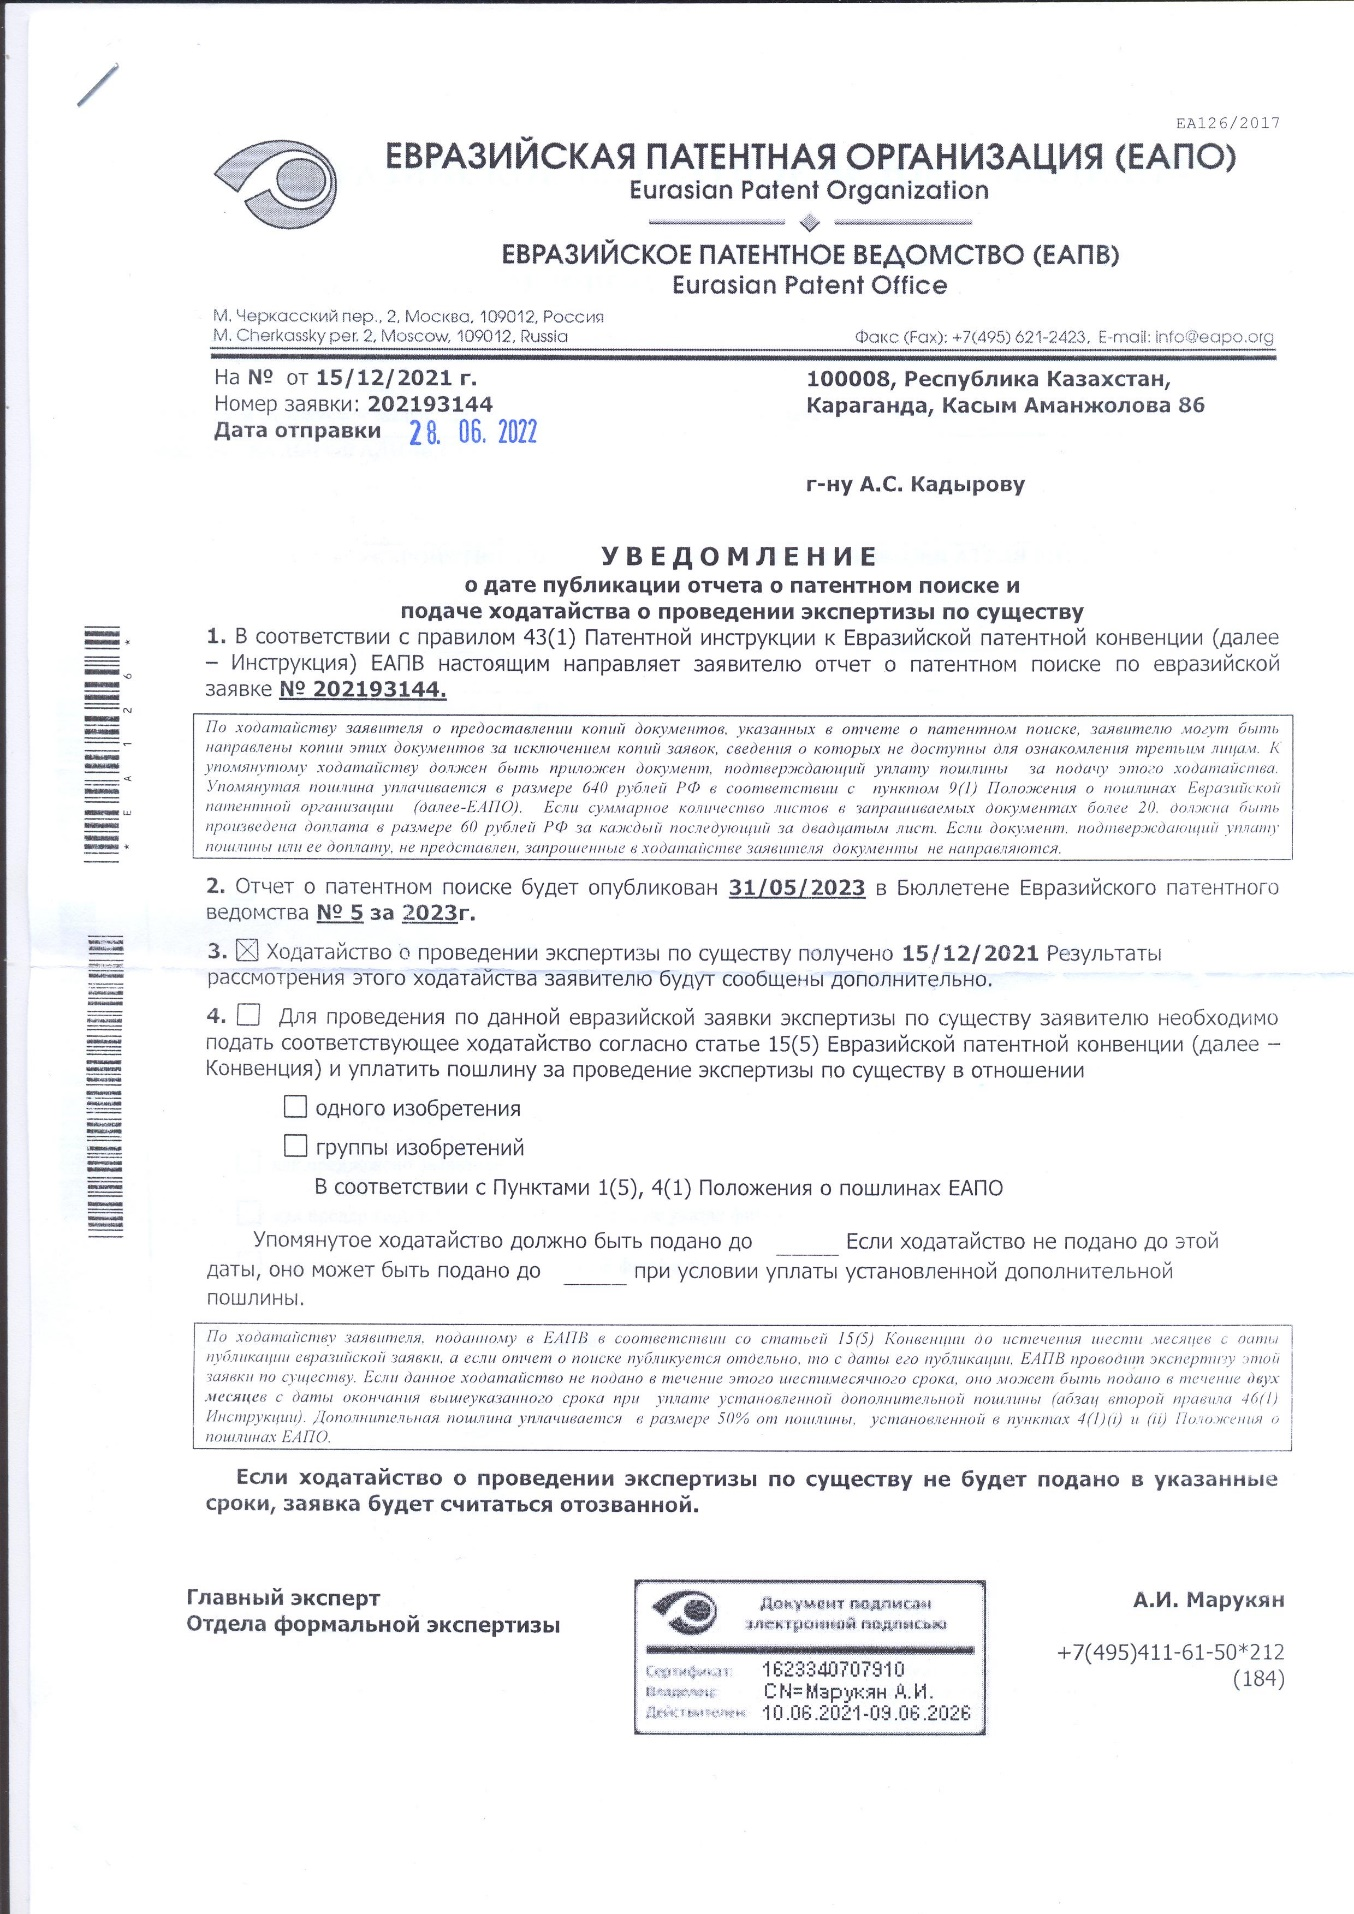 EA126/2017
ЕВРАЗИЙСКАЯ ПАТЕНТНАЯ ОРГАНИЗАЦИЯ (ЕАПО)
Eurasian Patent Organization
ЕВРАЗИЙСКОЕ ПАТЕНТНОЕ ВЕДОМСТВО (ЕАПВ)
Eurasian Patent Office
М. Черкасский пер., 2, Москва, 109012, Россия
M. Cherkassky per. 2, Moscow, 109012, Russia
Факс (Fax): +7(495) 621-2423, E-mail: info@eapo.org
На № от 15/12/2021 г.
Номер заявки: 202193144
Дата отправки 28. 06. 2022
100008, Республика Казахстан,
Караганда, Касым Аманжолова 86
г-ну А.С. Кадырову
УВЕДОМЛЕНИЕ
о дате публикации отчета о патентном поиске и
подаче ходатайства о проведении экспертизы по существу
1. В соответствии с правилом 43(1) Патентной инструкции к Евразийской патентной конвенции (далее
– Инструкция) ЕАПВ настоящим направляет заявителю отчет о патентном поиске по евразийской
заявке № 202193144.
По ходатайству заявителя о предоставлении копий документов, указанных в отчете о патентном поиске, заявителю могут быть
направлены копии этих документов за исключением копий заявок, сведения о которых не доступны для ознакомления третьим лицам. К
упомянутому ходатайству должен быть приложен документ, подтверждающий уплату пошлины за подачу этого ходатайства.
Упомянутая пошлина уплачивается в размере 640 рублей РФ в соответствии с пунктом 9(1) Положения о пошлинах Евразийской
патентной организации (далее-ЕАПО). Если суммарное количество листов в запрашиваемых документах более 20, должна быть
произведена доплата в размере 60 рублей РФ за каждый последующий за двадцатым лист. Если документ, подтверждающий уплату
пошлины или ее доплату, не представлен, запрошенные в ходатайстве заявителя документы не направляются.
2. Отчет о патентном поиске будет опубликован 31/05/2023 в Бюллетене Евразийского патентного
ведомства № 5 за 2023г.
3. ☒ Ходатайство о проведении экспертизы по существу получено 15/12/2021 Результаты
рассмотрения этого ходатайства заявителю будут сообщены дополнительно.
4. ☐ Для проведения по данной евразийской заявки экспертизы по существу заявителю необходимо
подать соответствующее ходатайство согласно статье 15(5) Евразийской патентной конвенции (далее –
Конвенция) и уплатить пошлину за проведение экспертизы по существу в отношении
☐ одного изобретения
☐ группы изобретений
В соответствии с Пунктами 1(5), 4(1) Положения о пошлинах ЕАПО
Упомянутое ходатайство должно быть подано до _____ Если ходатайство не подано до этой
даты, оно может быть подано до _____ при условии уплаты установленной дополнительной
пошлины.
По ходатайству заявителя, поданному в ЕАПВ в соответствии со статьей 15(5) Конвенции до истечения шести месяцев с даты
публикации евразийской заявки, а если отчет о поиске публикуется отдельно, то с даты его публикации, ЕАПВ проводит экспертизу этой
заявки по существу. Если данное ходатайство не подано в течение этого шестимесячного срока, оно может быть подано в течение двух
месяцев с даты окончания вышеуказанного срока при уплате установленной дополнительной пошлины (абзац второй правила 46(1)
Инструкции). Дополнительная пошлина уплачивается в размере 50% от пошлины, установленной в пунктах 4(1)(i) и (ii) Положения о
пошлинах ЕАПО.
Если ходатайство о проведении экспертизы по существу не будет подано в указанные
сроки, заявка будет считаться отозванной.
Главный эксперт
Отдела формальной экспертизы
Документ подписан
электронной подписью
Сертификат: 1623340707910
Владелец: CN=Марукян А.И.
Действителен: 10.06.2021-09.06.2026
А.И. Марукян
+7(495)411-61-50*212
(184)
* E A 1 2 6 *